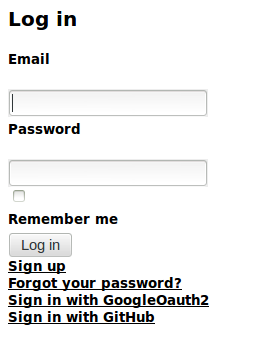 Log in
Email
Password
Remember me
Log in
Sign up
Forgot your password?
Sign in with GoogleOauth2
Sign in with GitHub